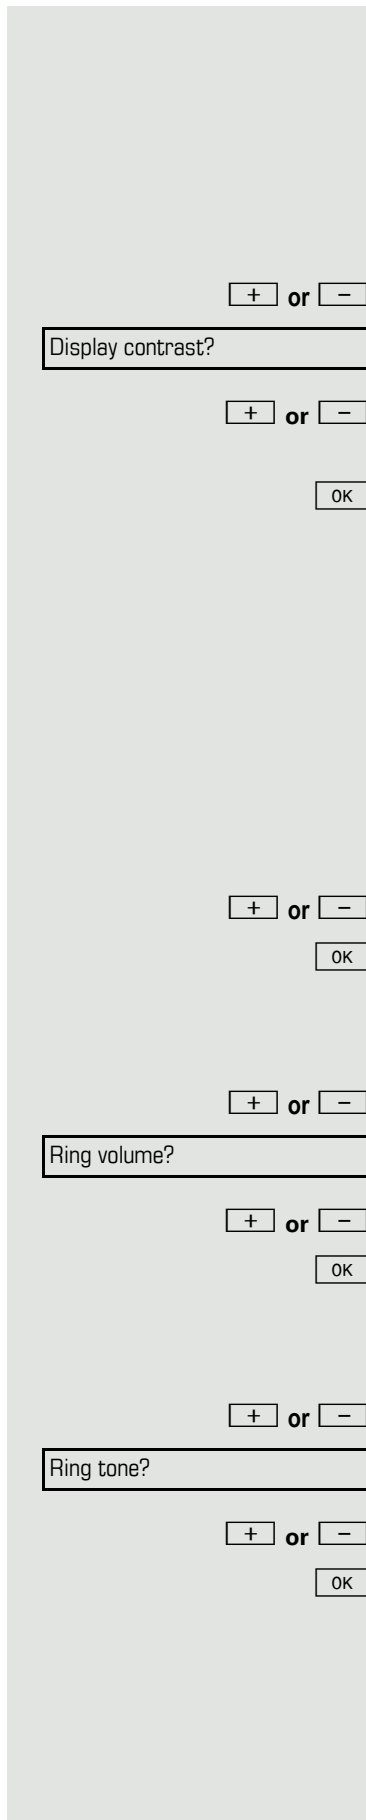 + or −
Display contrast?
+ or −
OK
+ or −
OK
+ or −
Ring volume?
+ or −
OK
+ or −
Ring tone?
+ or −
OK